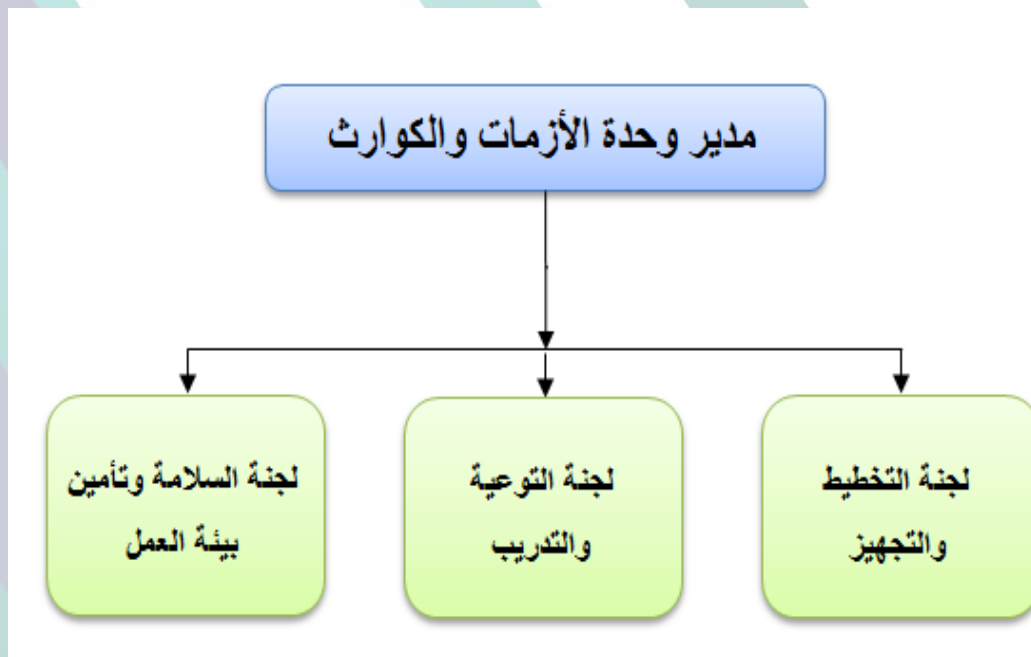 مدير وحدة الأزمات والكوارث
لجنة التخطيط
والتجهيز
لجنة التوعية
والتدريب
لجنة السلامة وتأمين
بيئة العمل